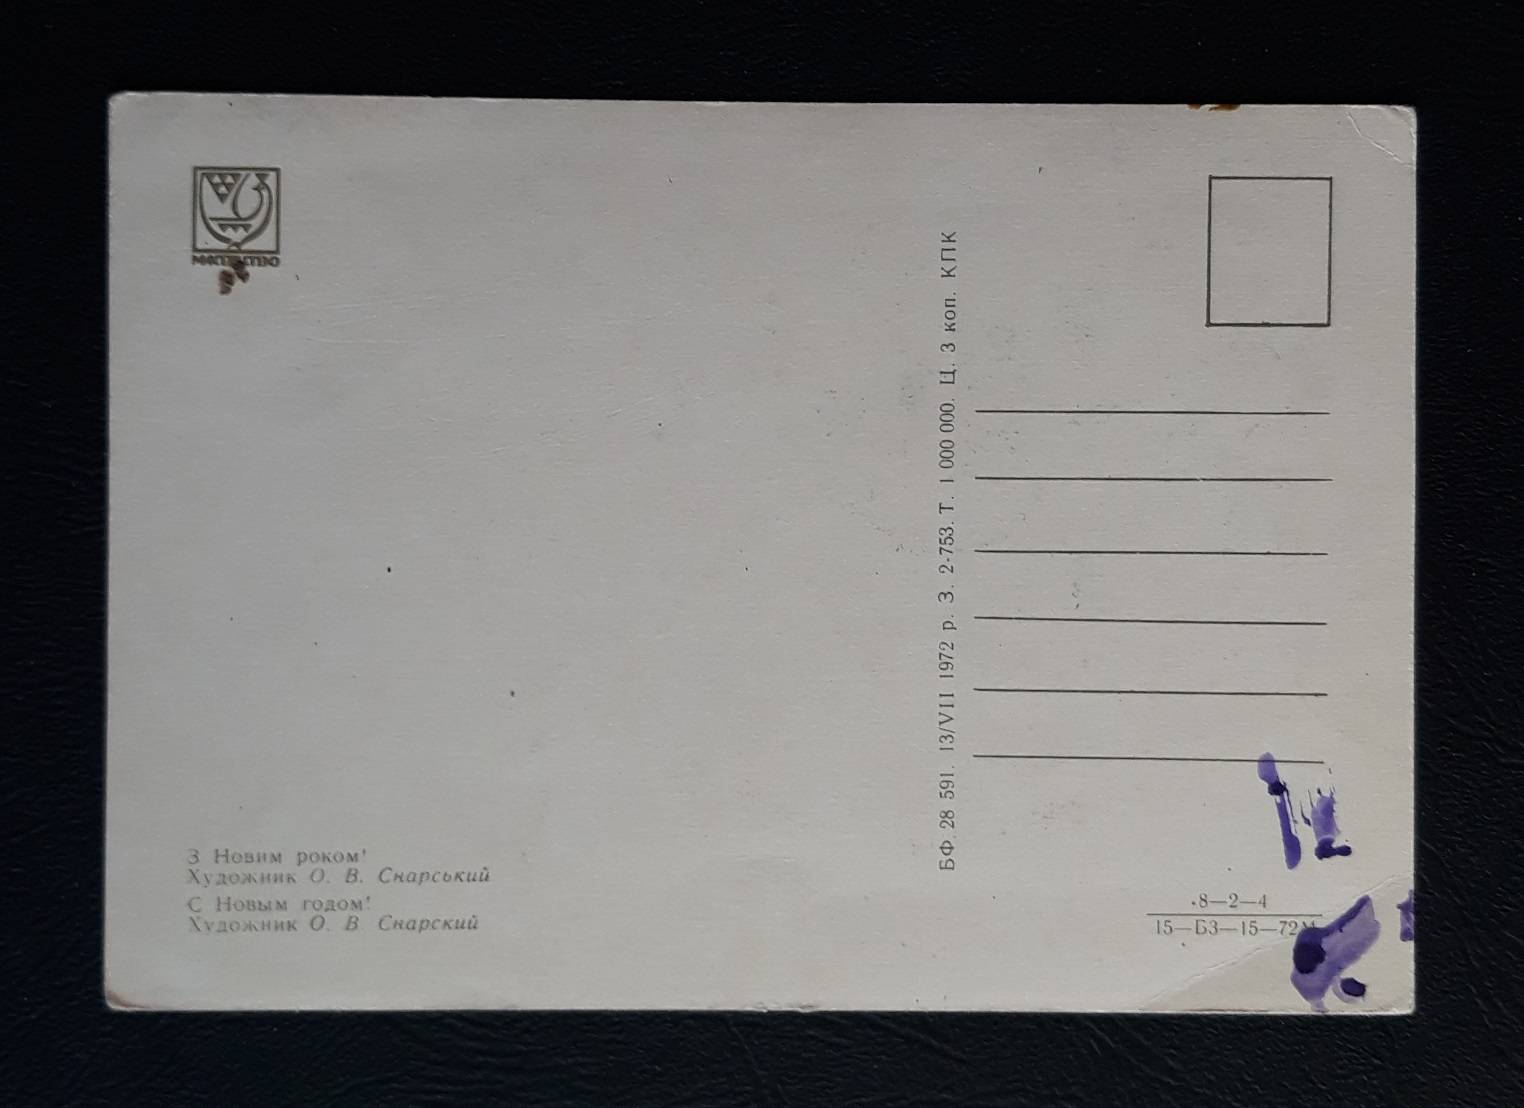 МИСТЕЦТВО
БФ 28 591. 13/VII 1972 р. З. 2-753. Т. 1 000 000. Ц. 3 коп. КПК
З Новим роком!
Художник О. В. Снарський
С Новым годом!
Художник О. В. Снарский
8—2—4
15—БЗ—15—72М